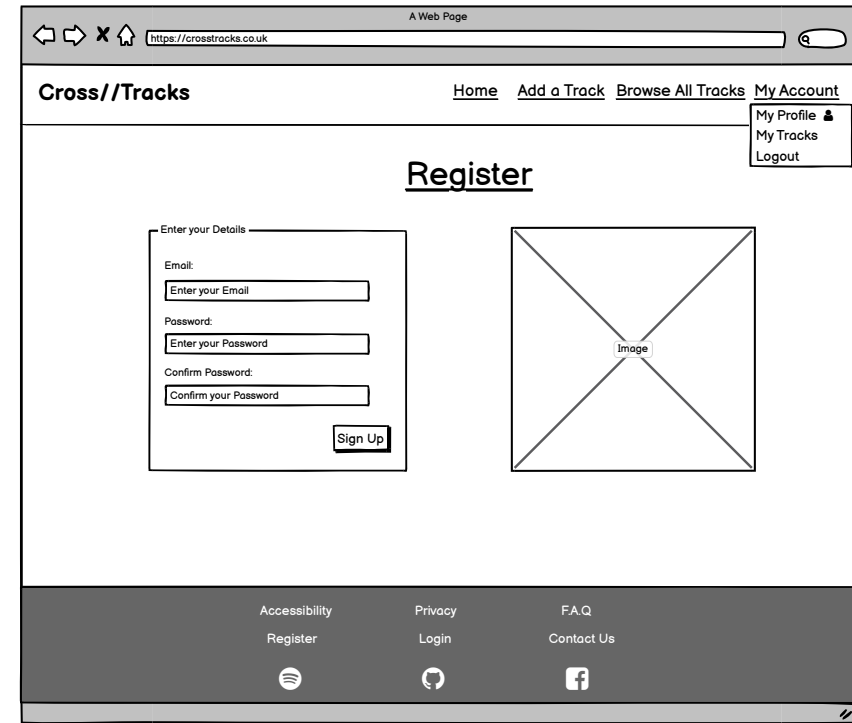 A Web Page
https://crosstracks.co.uk
Cross//Tracks
Home Add a Track Browse All Tracks My Account
My Profile
My Tracks
Logout
Register
Enter your Details
Email:
Enter your Email
Password:
Enter your Password
Confirm Password:
Confirm your Password
Sign Up
Image
Accessibility Privacy F.A.Q
Register Login Contact Us